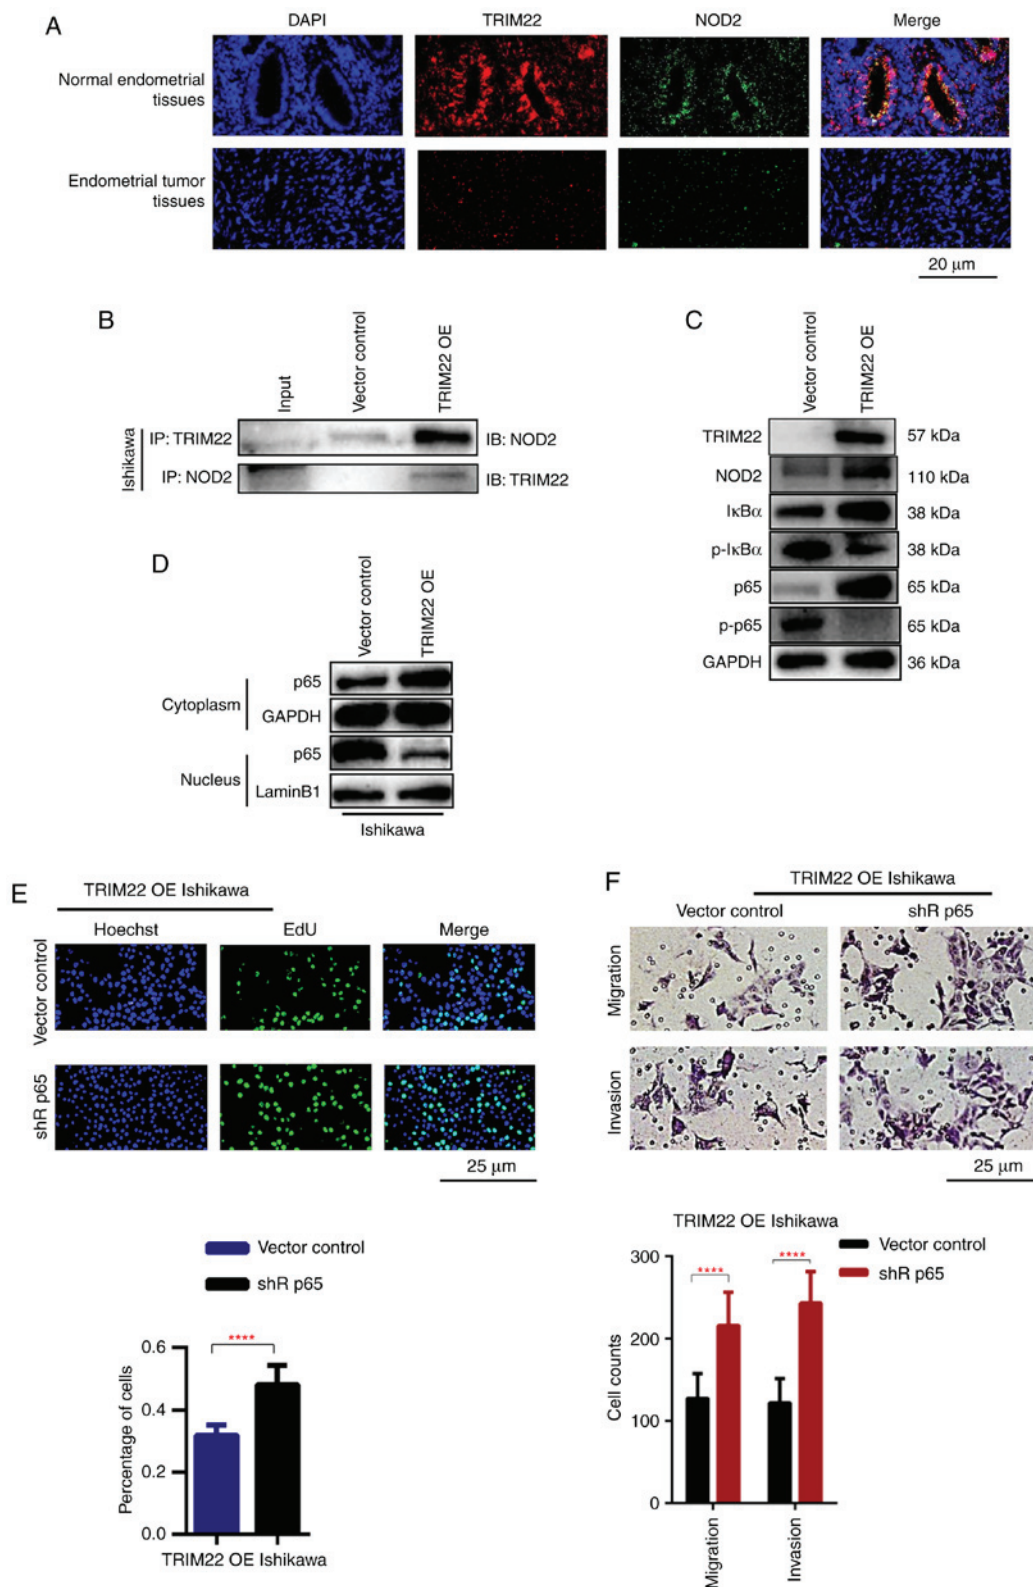 A
DAPI TRIM22 NOD2 Merge
Normal endometrial
tissues
Endometrial tumor
tissues
20 μm
B
Input
Vector control
TRIM22 OE
Ishikawa
IP: TRIM22 IB: NOD2
IP: NOD2 IB: TRIM22
C
Vector control
TRIM22 OE
TRIM22 57 kDa
NOD2 110 kDa
IκBα 38 kDa
p-IκBα 38 kDa
p65 65 kDa
p-p65 65 kDa
GAPDH 36 kDa
D
Vector control
TRIM22 OE
Cytoplasm
p65
GAPDH
Nucleus
p65
LaminB1
Ishikawa
E
TRIM22 OE Ishikawa
Hoechst EdU Merge
Vector control
shR p65
25 μm
Vector control
shR p65
Percentage of cells
0.6
0.4
0.2
0.0
****
TRIM22 OE Ishikawa
F
TRIM22 OE Ishikawa
Vector control shR p65
Migration
Invasion
25 μm
TRIM22 OE Ishikawa
Vector control
shR p65
Cell counts
300
200
100
0
****
****
Migration
Invasion